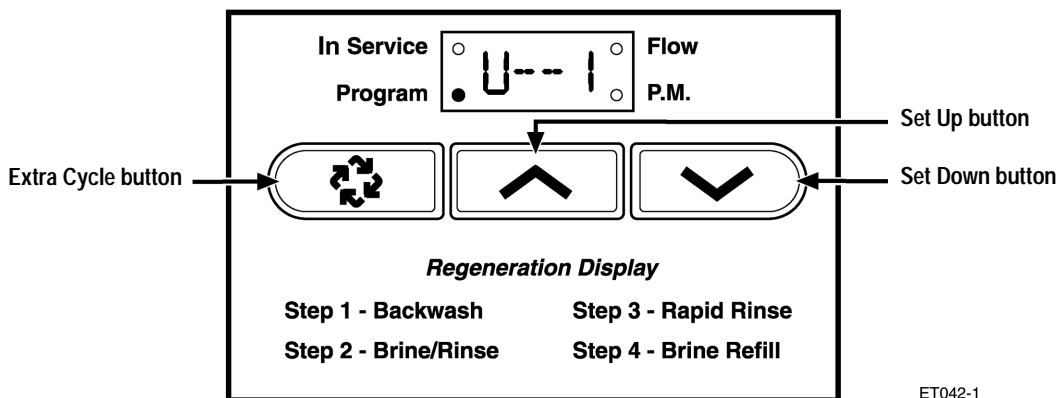 In Service
Flow
U--- 1
Program
P.M.
Set Up button
Extra Cycle button
Set Down button
Regeneration Display
Step 1 - Backwash
Step 3 - Rapid Rinse
Step 2 - Brine/Rinse
Step 4 - Brine Refill
ET042-1